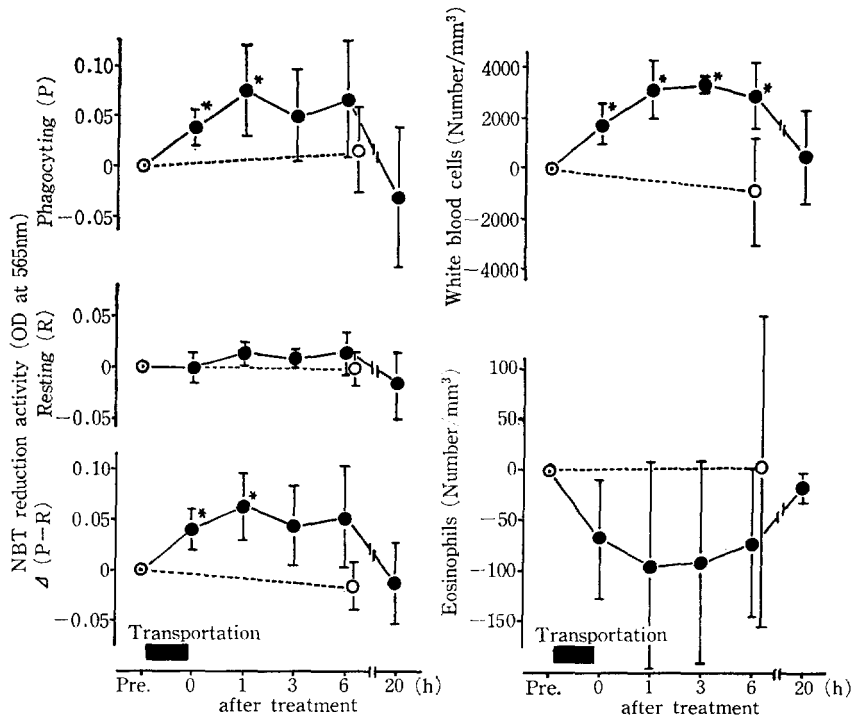 NBT reduction activity (OD at 565nm)
Phagocyting (P)
0.10
0.05
0
−0.05
*
*
Resting (R)
0.05
0
−0.05
Δ (P−R)
0.10
0.05
0
−0.05
*
*
Transportation
Pre. 0 1 3 6 20 (h)
after treatment
White blood cells (Number/mm³)
4000
2000
0
−2000
−4000
*
*
*
*
Eosinophils (Number/mm³)
100
50
0
−50
−100
−150
Transportation
Pre. 0 1 3 6 20 (h)
after treatment